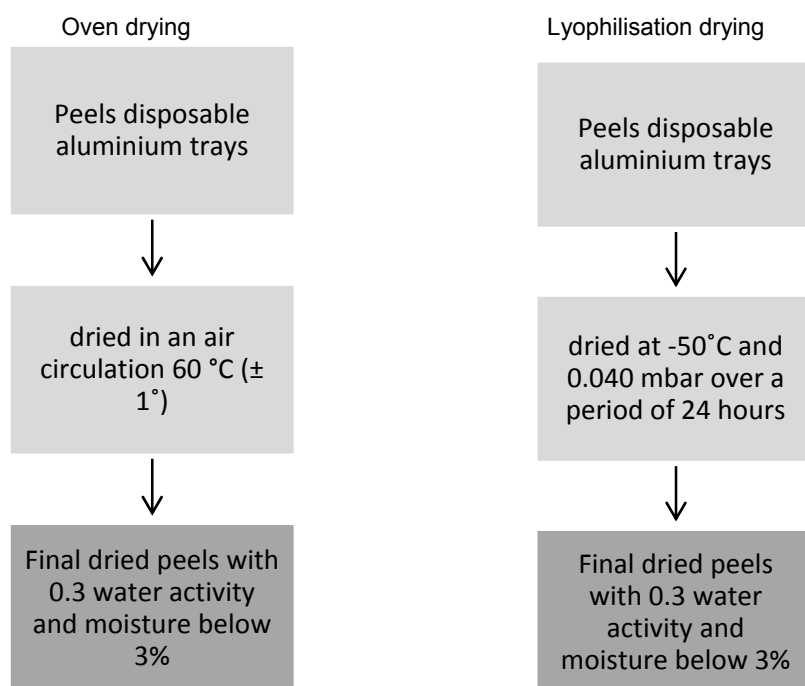 Oven drying
Peels disposable
aluminium trays
dried in an air
circulation 60 °C (±
1˚)
Final dried peels with
0.3 water activity
and moisture below
3%
Lyophilisation drying
Peels disposable
aluminium trays
dried at -50˚C and
0.040 mbar over a
period of 24 hours
Final dried peels
with 0.3 water
activity and
moisture below 3%